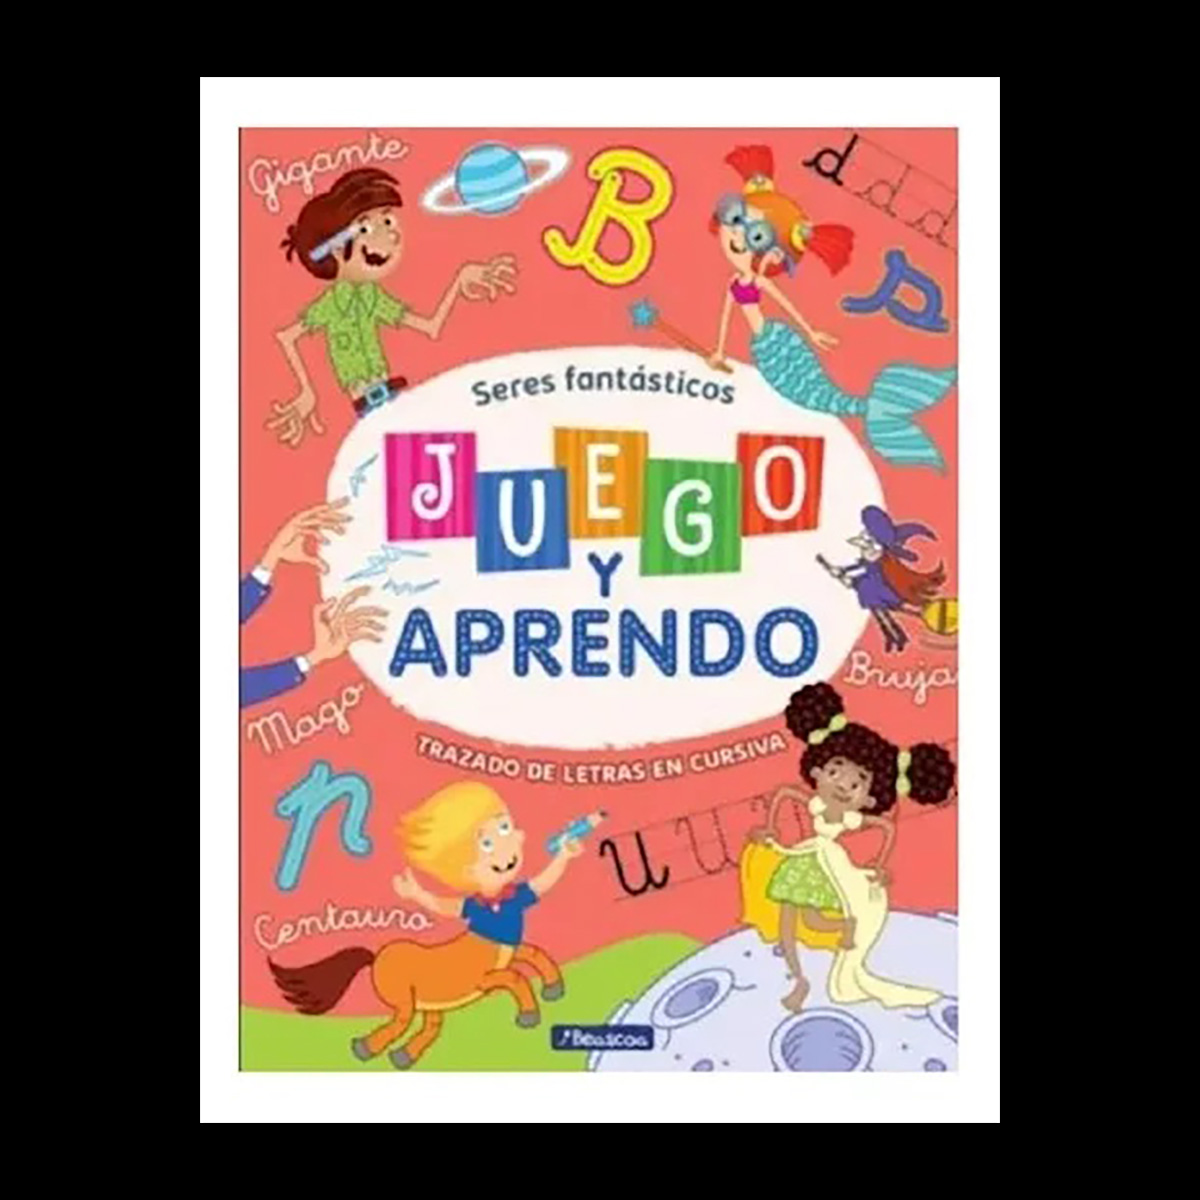 Gigante
B
d d d
a
Seres fantásticos
JUEGO
Y
APRENDO
Bruja
Mago
TRAZADO DE LETRAS EN CURSIVA
n
u u u
Centauro
Beascoa